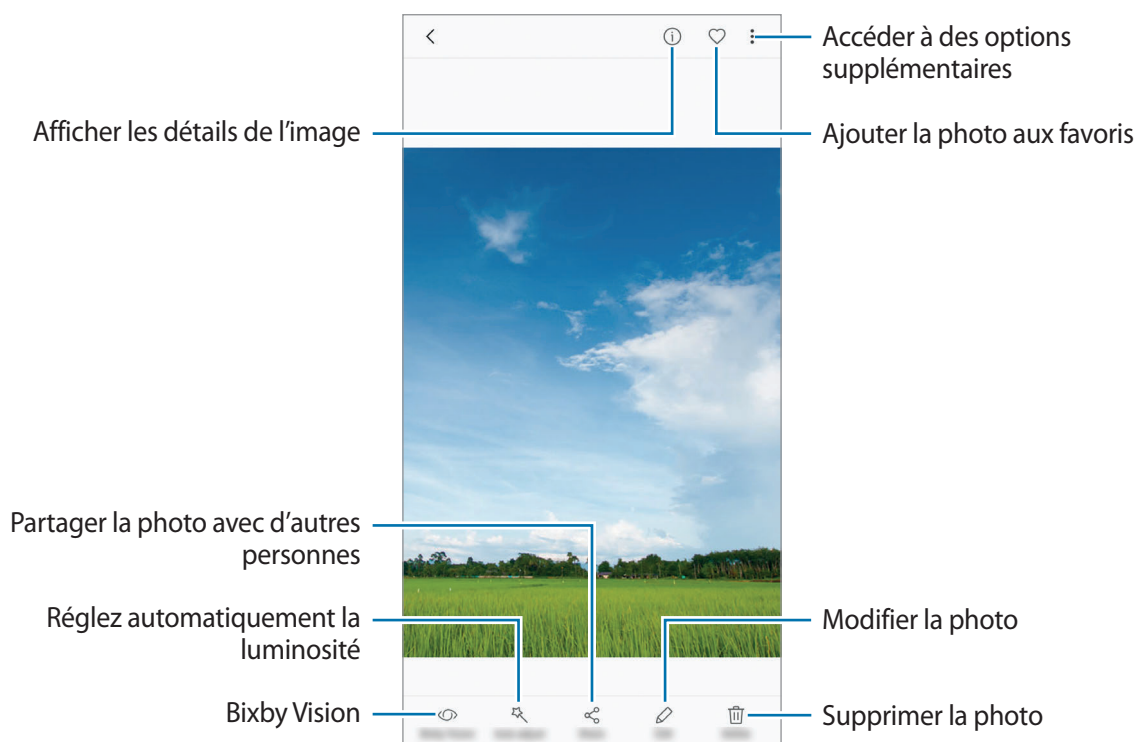 Accéder à des options
supplémentaires
Afficher les détails de l'image
Ajouter la photo aux favoris
Partager la photo avec d'autres
personnes
Réglez automatiquement la
luminosité
Modifier la photo
Bixby Vision
Supprimer la photo